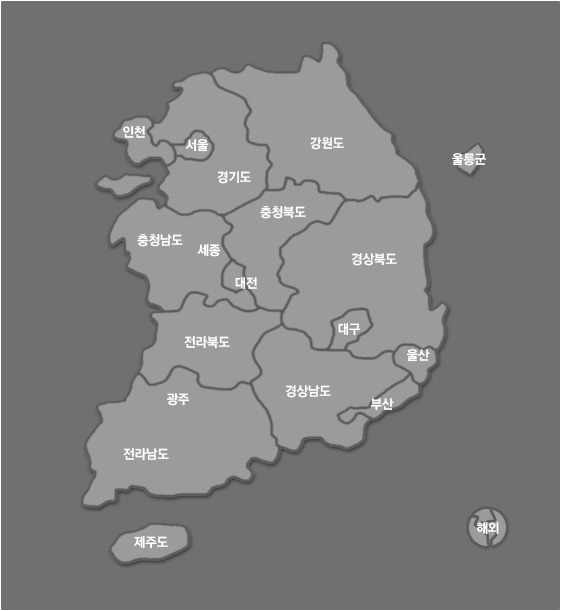 인천
서울
강원도
울릉군
경기도
충청북도
충청남도
세종
경상북도
대전
대구
전라북도
울산
경상남도
광주
부산
전라남도
해외
제주도